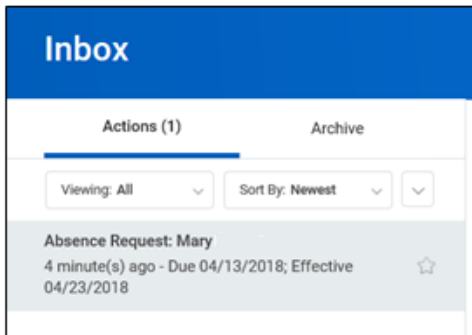 Inbox
Actions (1) Archive
Viewing: All Sort By: Newest
Absence Request: Mary
4 minute(s) ago - Due 04/13/2018; Effective
04/23/2018